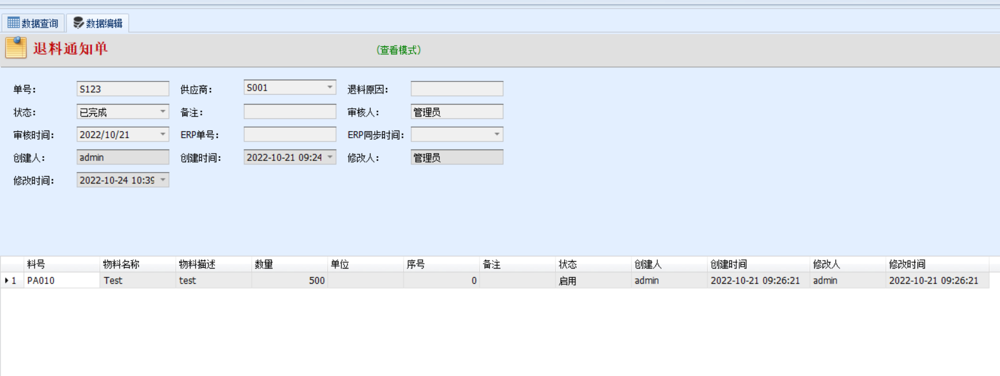 数据查询 数据编辑
退料通知单 (查看模式)
单号: S123 供应商: S001 退料原因:
状态: 已完成 备注: 审核人: 管理员
审核时间: 2022/10/21 ERP单号: ERP同步时间:
创建人: admin 创建时间: 2022-10-21 09:24 修改人: 管理员
修改时间: 2022-10-24 10:39
料号 物料名称 物料描述 数量 单位 序号 备注 状态 创建人 创建时间 修改人 修改时间
1 PA010 Test test 500 0 启用 admin 2022-10-21 09:26:21 admin 2022-10-21 09:26:21